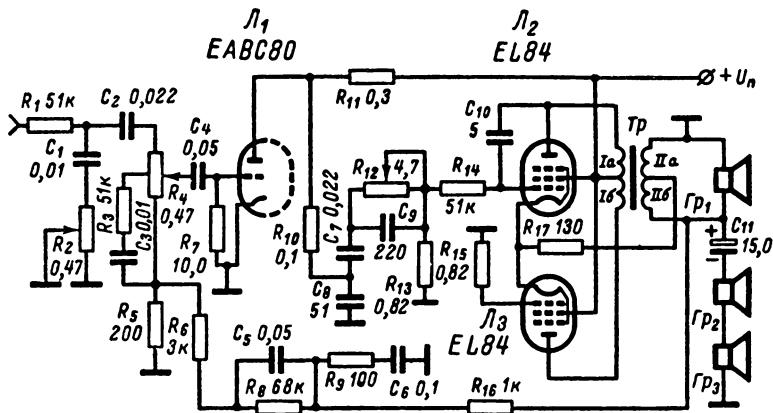 Л₁
EABC80
Л₂
EL84
R₁ 51к
C₂ 0,022
C₄
0,05
R₁₁ 0,3
+ Uₙ
C₁₀
5
Тр
C₁
0,01
R₃ 51к
C₃ 0,01
R₄
0,47
R₂
0,47
R₇
10,0
R₁₀
0,1
C₇ 0,022
R₁₂
4,7
C₉
220
R₁₄
51к
Iа
Iб
IIа
IIб
Гр₁
C₁₁
+
15,0
−
R₁₇ 130
R₁₅
0,82
R₁₃
0,82
C₈
51
Л₃
EL84
Гр₂
Гр₃
R₅
200
R₆
3к
C₅ 0,05
R₈ 68к
R₉ 100
C₆ 0,1
R₁₆ 1к